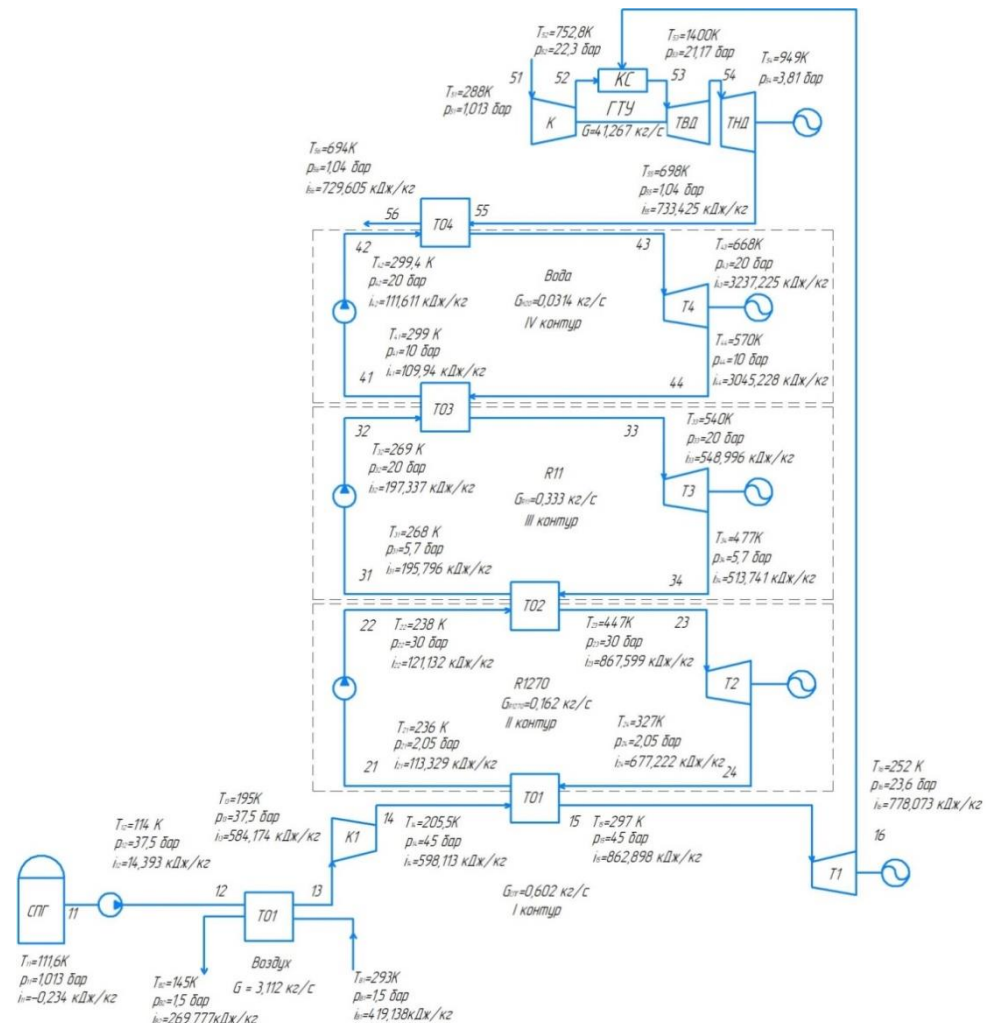 T₅₂=752,8K
p₅₂=22,3 бар
T₅₃=1400K
p₅₃=21,17 бар
T₅₄=949K
p₅₄=3,81 бар
51
52
КС
53
54
T₅₁=288K
p₅₁=1,013 бар
К
ГТУ
G=41,267 кг/с
ТВД
ТНД
T₅₆=694K
p₅₆=1,04 бар
i₅₆=729,605 кДж/кг
T₅₅=698K
p₅₅=1,04 бар
i₅₅=733,425 кДж/кг
56
ТО4
55
42
43
T₄₂=299,4 K
p₄₂=20 бар
i₄₂=111,611 кДж/кг
Вода
G=0,0314 кг/с
IV контур
T₄₃=668K
p₄₃=20 бар
i₄₃=3237,225 кДж/кг
Т4
T₄₁=299 K
p₄₁=10 бар
i₄₁=109,94 кДж/кг
T₄₄=570K
p₄₄=10 бар
i₄₄=3045,228 кДж/кг
41
44
ТО3
32
33
T₃₂=269 K
p₃₂=20 бар
i₃₂=197,337 кДж/кг
R11
G=0,333 кг/с
III контур
T₃₃=540K
p₃₃=20 бар
i₃₃=548,996 кДж/кг
Т3
T₃₁=268 K
p₃₁=5,7 бар
i₃₁=195,796 кДж/кг
T₃₄=477K
p₃₄=5,7 бар
i₃₄=513,741 кДж/кг
31
34
ТО2
22
23
T₂₂=238 K
p₂₂=30 бар
i₂₂=121,132 кДж/кг
T₂₃=447K
p₂₃=30 бар
i₂₃=867,599 кДж/кг
R1270
G=0,162 кг/с
II контур
Т2
T₂₁=236 K
p₂₁=2,05 бар
i₂₁=113,329 кДж/кг
T₂₄=327K
p₂₄=2,05 бар
i₂₄=677,222 кДж/кг
21
24
ТО1
T₁₂=114 K
p₁₂=37,5 бар
i₁₂=14,393 кДж/кг
T₁₃=195K
p₁₃=37,5 бар
i₁₃=584,174 кДж/кг
К1
14
T₁₄=205,5K
p₁₄=45 бар
i₁₄=598,113 кДж/кг
15
T₁₅=297 K
p₁₅=45 бар
i₁₅=862,898 кДж/кг
T₁₆=252 K
p₁₆=23,6 бар
i₁₆=778,073 кДж/кг
16
Т1
G=0,602 кг/с
I контур
СПГ
11
12
13
ТО1
T₁₁=111,6K
p₁₁=1,013 бар
i₁₁=-0,234 кДж/кг
Воздух
G = 3,112 кг/с
T=145K
p=1,5 бар
i=269,777кДж/кг
T=293K
p=1,5 бар
i=419,138кДж/кг